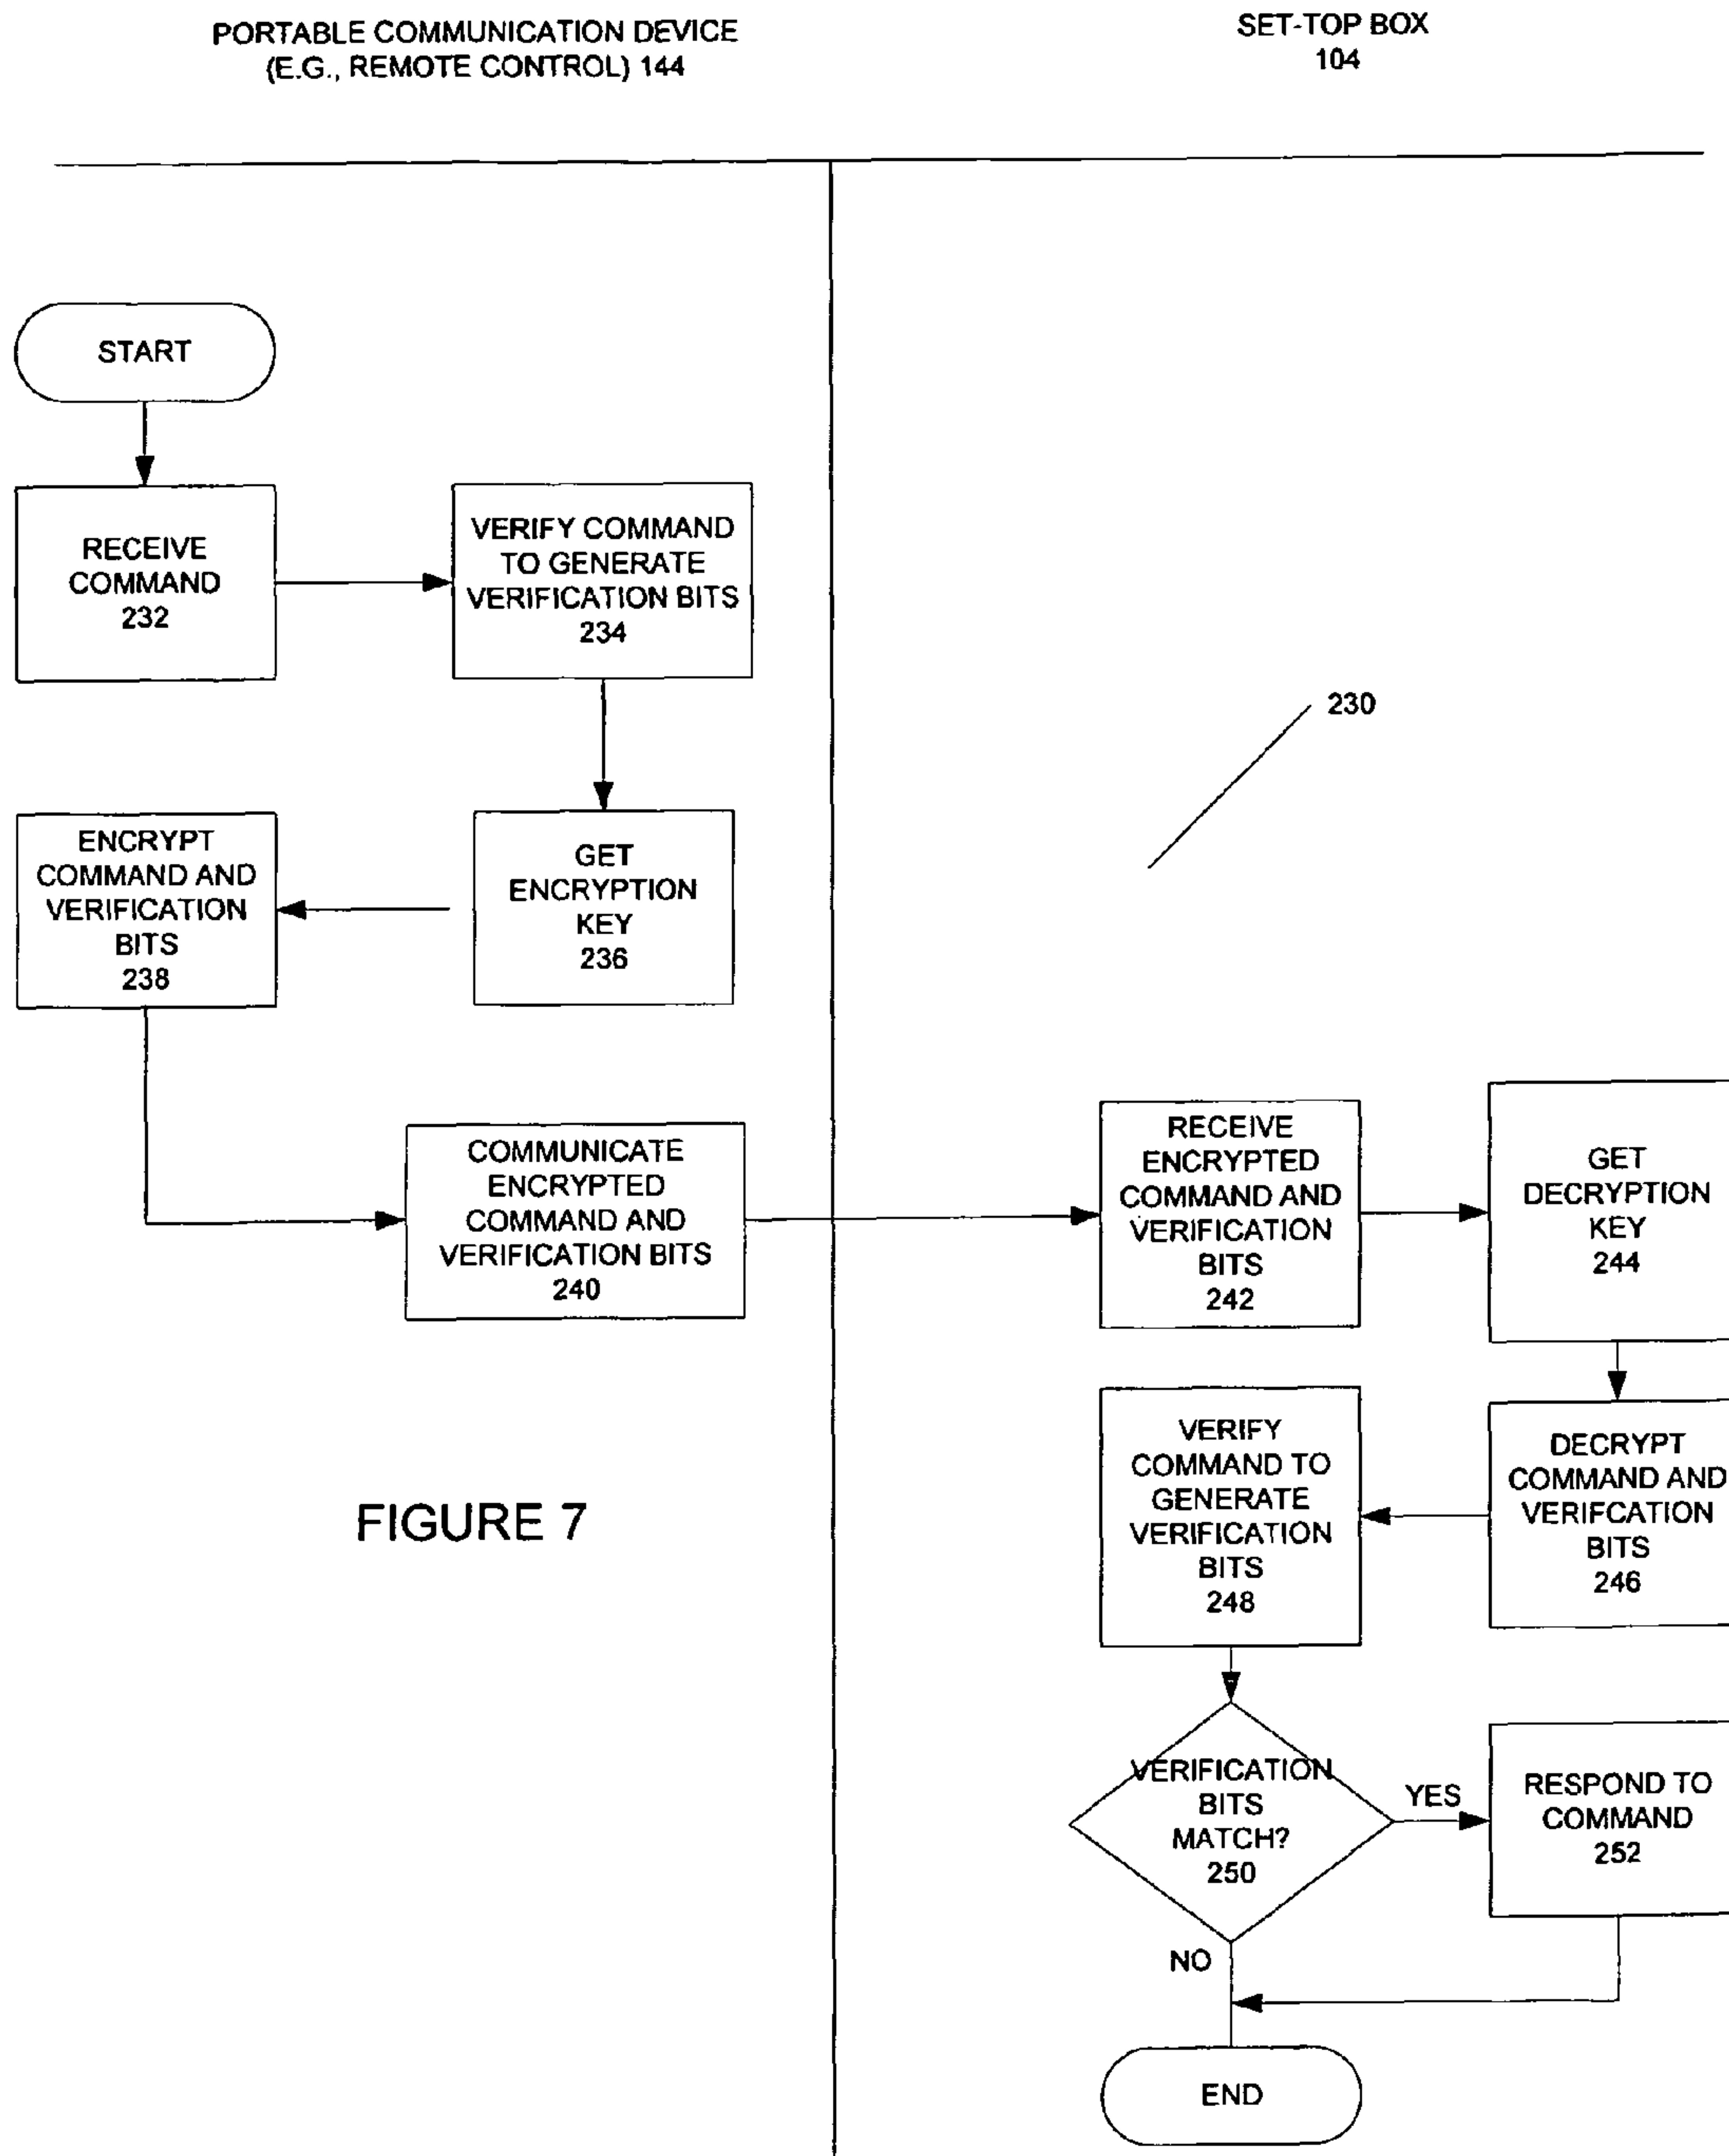 PORTABLE COMMUNICATION DEVICE
(E.G., REMOTE CONTROL) 144
SET-TOP BOX
104
START
RECEIVE
COMMAND
232
VERIFY COMMAND
TO GENERATE
VERIFICATION BITS
234
230
ENCRYPT
COMMAND AND
VERIFICATION
BITS
238
GET
ENCRYPTION
KEY
236
COMMUNICATE
ENCRYPTED
COMMAND AND
VERIFICATION BITS
240
RECEIVE
ENCRYPTED
COMMAND AND
VERIFICATION
BITS
242
GET
DECRYPTION
KEY
244
VERIFY
COMMAND TO
GENERATE
VERIFICATION
BITS
248
DECRYPT
COMMAND AND
VERIFCATION
BITS
246
FIGURE 7
VERIFICATION
BITS
MATCH?
250
YES
RESPOND TO
COMMAND
252
NO
END